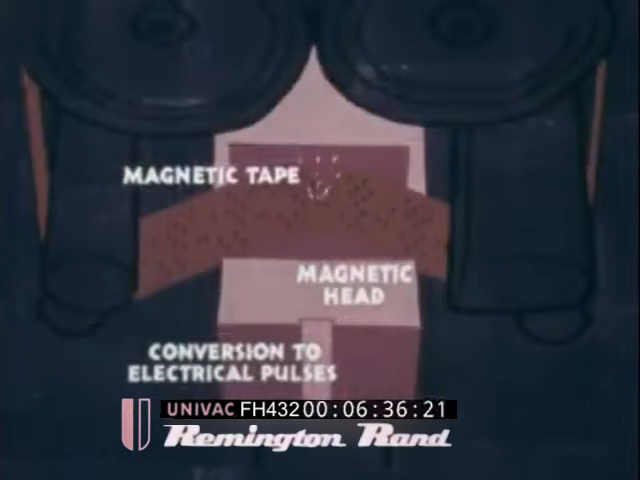 MAGNETIC TAPE
MAGNETIC
HEAD
CONVERSION TO
ELECTRICAL PULSES
UNIVAC FH432 00:06:36:21
Remington Rand